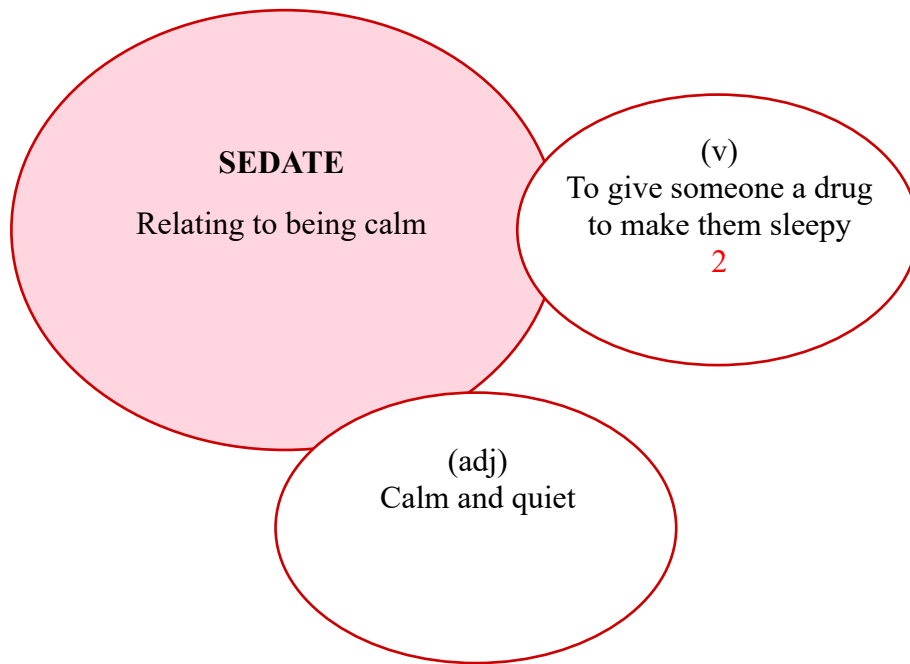 SEDATE
Relating to being calm
(v)
To give someone a drug
to make them sleepy
2
(adj)
Calm and quiet